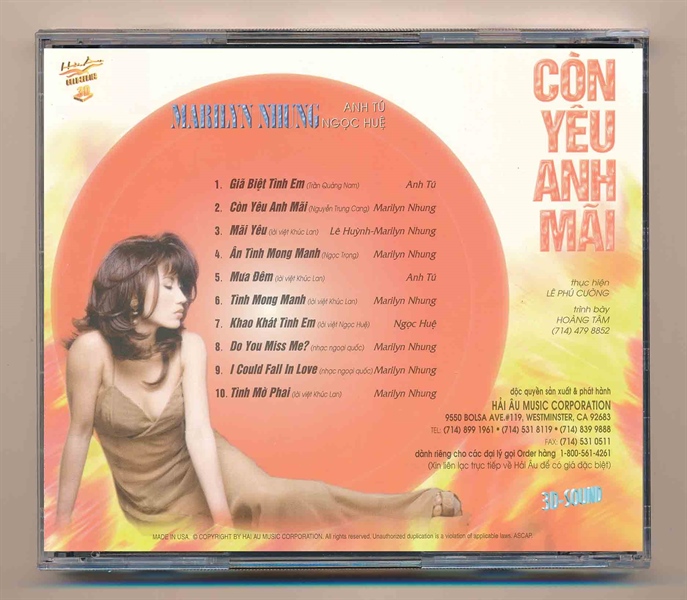 Hải Âu
3D
MARILYN NHUNG
ANH TÚ
NGỌC HUỆ
CÒN
YÊU
ANH
MÃI
1. Giã Biệt Tình Em (Trần Quảng Nam) Anh Tú
2. Còn Yêu Anh Mãi (Nguyễn Trung Cang) Marilyn Nhung
3. Mãi Yêu (lời việt Khúc Lan) Lê Huỳnh-Marilyn Nhung
4. Ân Tình Mong Manh (Ngọc Trọng) Marilyn Nhung
5. Mưa Đêm (lời việt Khúc Lan) Anh Tú
6. Tình Mong Manh (lời việt Khúc Lan) Marilyn Nhung
7. Khao Khát Tình Em (lời việt Ngọc Huệ) Ngọc Huệ
8. Do You Miss Me? (nhạc ngoại quốc) Marilyn Nhung
9. I Could Fall In Love (nhạc ngoại quốc) Marilyn Nhung
10. Tình Mờ Phai (lời việt Khúc Lan) Marilyn Nhung
thực hiện
LÊ PHÚ CƯỜNG
trình bày
HOÀNG TÂM
(714) 479 8852
độc quyền sản xuất & phát hành
HẢI ÂU MUSIC CORPORATION
9550 BOLSA AVE.#119, WESTMINSTER, CA 92683
TEL: (714) 899 1961 • (714) 531 8119 • (714) 839 9888
FAX: (714) 531 0511
dành riêng cho các đại lý gọi Order hàng 1-800-561-4261
(Xin liên lạc trực tiếp về Hải Âu để có giá đặc biệt)
3D-SOUND
MADE IN USA. © COPYRIGHT BY HAI AU MUSIC CORPORATION. All rights reserved. Unauthorized duplication is a violation of applicable laws. ASCAP.